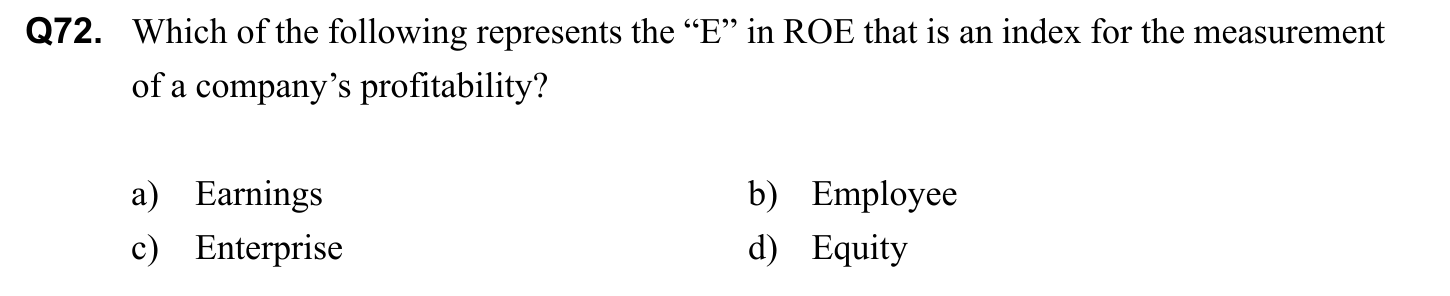 Q72. Which of the following represents the “E” in ROE that is an index for the measurement
of a company’s profitability?
a) Earnings b) Employee
c) Enterprise d) Equity